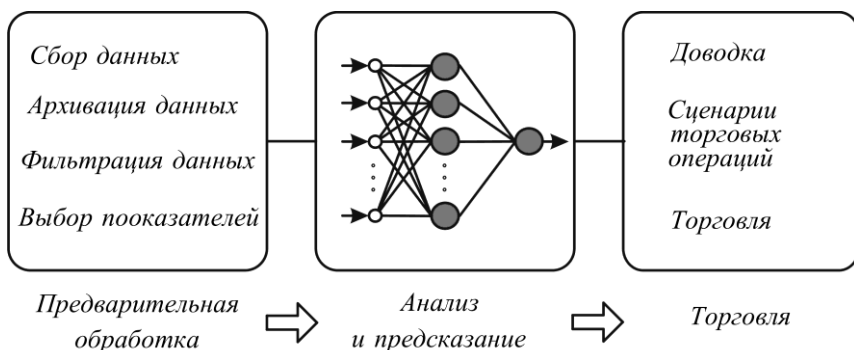 Сбор данных
Архивация данных
Фильтрация данных
Выбор пооказателей
Доводка
Сценарии
торговых
операций
Торговля
Предварительная
обработка
Анализ
и предсказание
Торговля